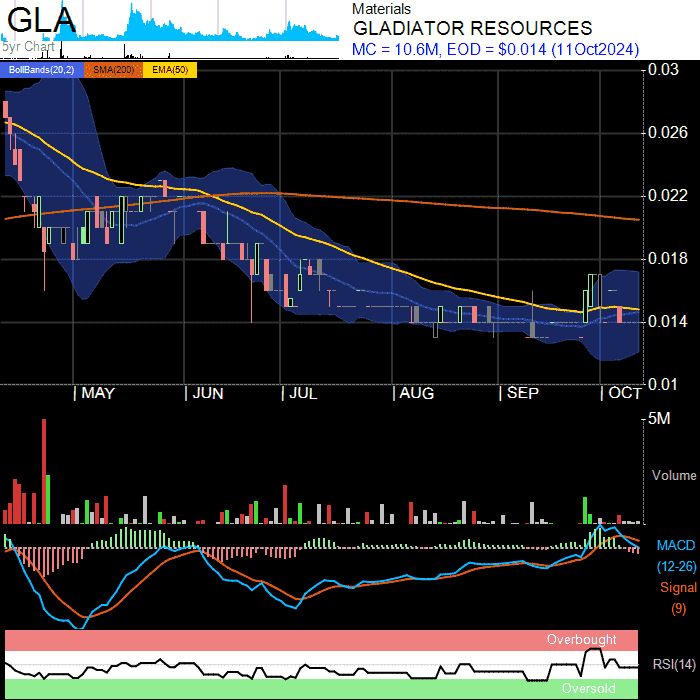 GLA
5yr Chart
Materials
GLADIATOR RESOURCES
MC = 10.6M, EOD = $0.014 (11Oct2024)
BollBands(20,2) SMA(200) EMA(50)
0.03
0.026
0.022
0.018
0.014
0.01
MAY JUN JUL AUG SEP OCT
5M
Volume
MACD
(12-26)
Signal
(9)
Overbought
RSI(14)
Oversold